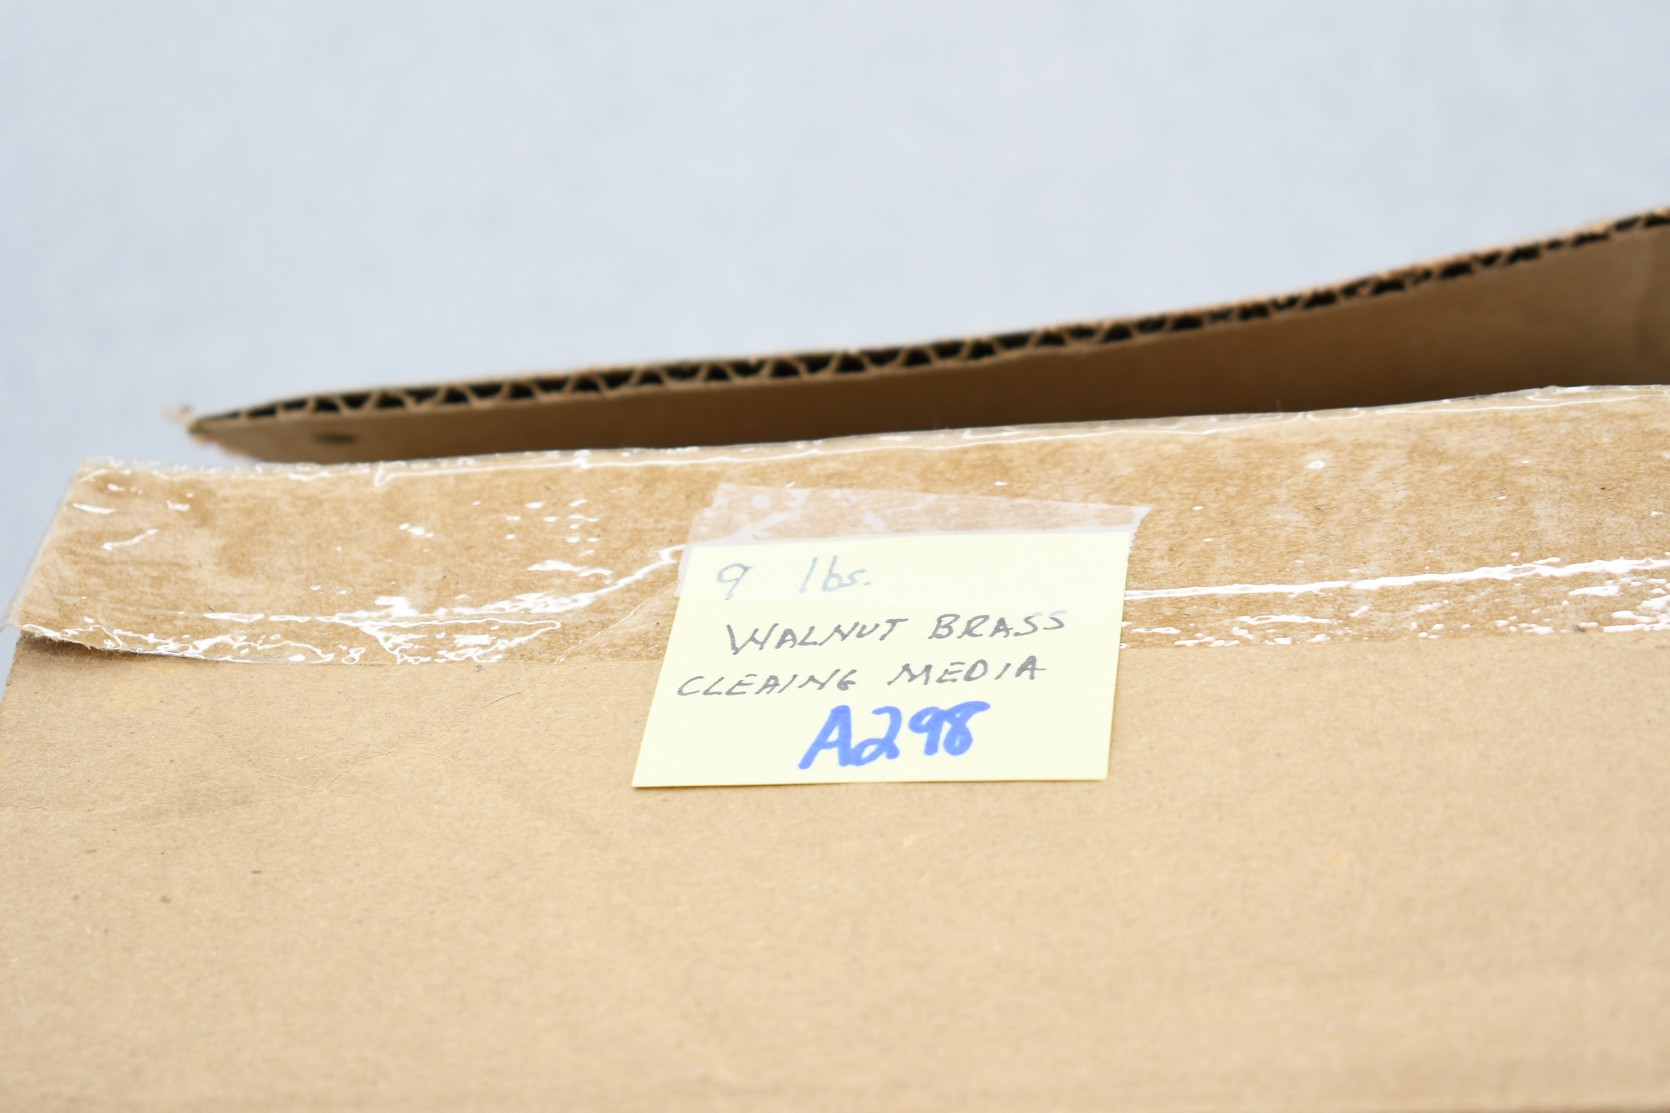 9 lbs.
WALNUT BRASS
CLEAING MEDIA
A298